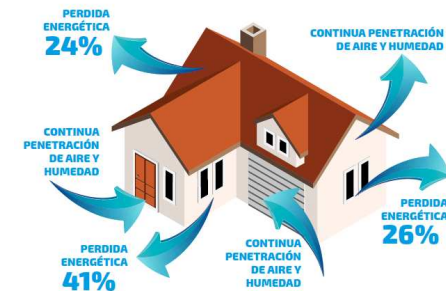 PERDIDA
ENERGÉTICA
24%
CONTINUA PENETRACIÓN
DE AIRE Y HUMEDAD
CONTINUA
PENETRACIÓN
DE AIRE Y
HUMEDAD
PERDIDA
ENERGÉTICA
26%
PERDIDA
ENERGÉTICA
41%
CONTINUA
PENETRACIÓN
DE AIRE Y
HUMEDAD